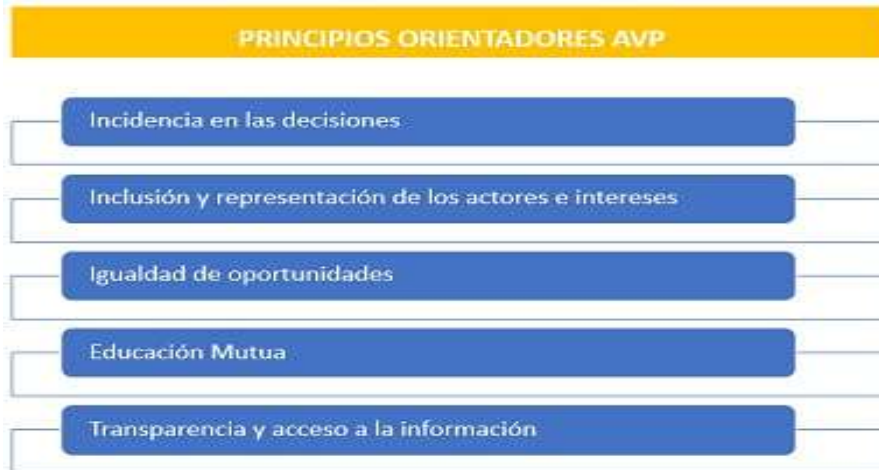 PRINCIPIOS ORIENTADORES AVP
Incidencia en las decisiones
Inclusión y representación de los actores e intereses
Igualdad de oportunidades
Educación Mutua
Transparencia y acceso a la información